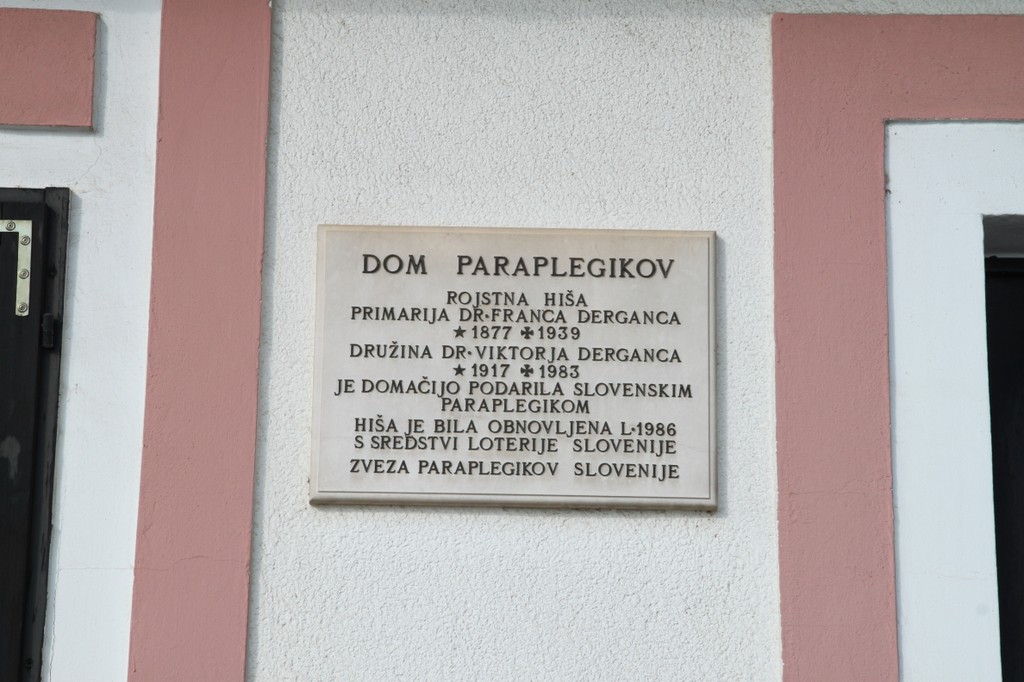 DOM PARAPLEGIKOV
ROJSTNA HIŠA
PRIMARIJA DR·FRANCA DERGANCA
★1877 ✚1939
DRUŽINA DR·VIKTORJA DERGANCA
★1917 ✚1983
JE DOMAČIJO PODARILA SLOVENSKIM
PARAPLEGIKOM
HIŠA JE BILA OBNOVLJENA L·1986
S SREDSTVI LOTERIJE SLOVENIJE
ZVEZA PARAPLEGIKOV SLOVENIJE